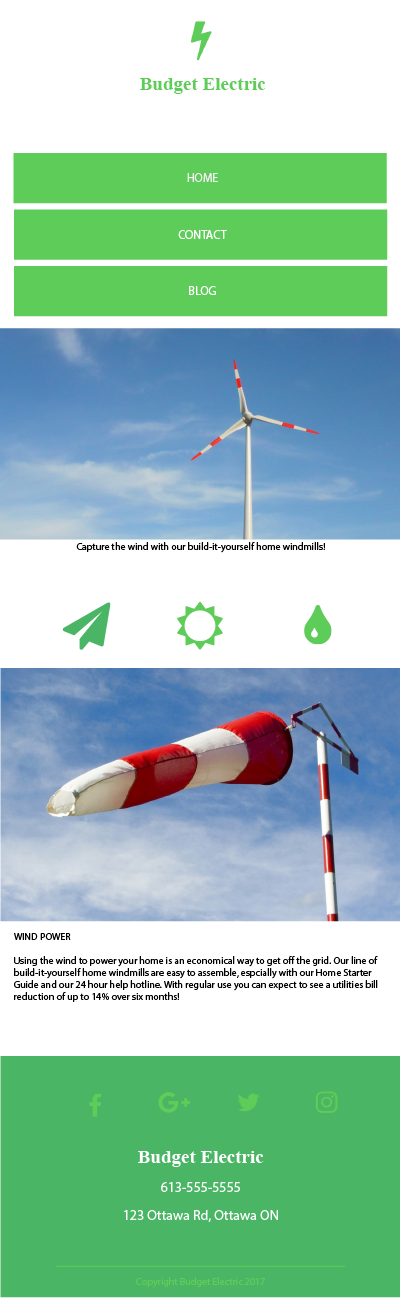 Budget Electric
HOME
CONTACT
BLOG
Capture the wind with our build-it-yourself home windmills!
WIND POWER
Using the wind to power your home is an economical way to get off the grid. Our line of
build-it-yourself home windmills are easy to assemble, espcially with our Home Starter
Guide and our 24 hour help hotline. With regular use you can expect to see a utilities bill
reduction of up to 14% over six months!
Budget Electric
613-555-5555
123 Ottawa Rd, Ottawa ON
Copyright Budget Electric 2017